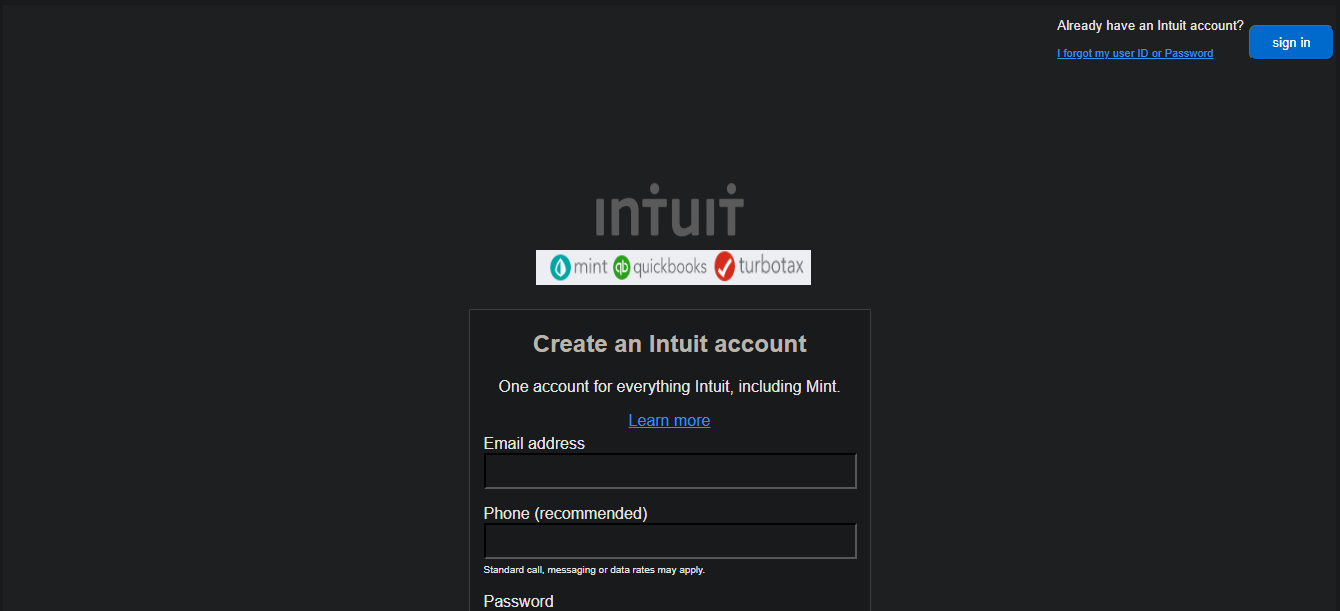 Already have an Intuit account?
sign in
I forgot my user ID or Password
intuit
mint qb quickbooks turbotax
Create an Intuit account
One account for everything Intuit, including Mint.
Learn more
Email address
Phone (recommended)
Standard call, messaging or data rates may apply.
Password